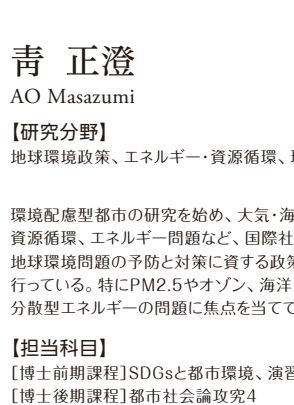 靑 正澄
AO Masazumi
【研究分野】
地球環境政策、エネルギー・資源循環、
環境配慮型都市の研究を始め、大気・海
資源循環、エネルギー問題など、国際社
地球環境問題の予防と対策に資する政策
行っている。特にPM2.5やオゾン、海洋
分散型エネルギーの問題に焦点を当てて
【担当科目】
[博士前期課程]SDGsと都市環境、演習
[博士後期課程]都市社会論攻究4